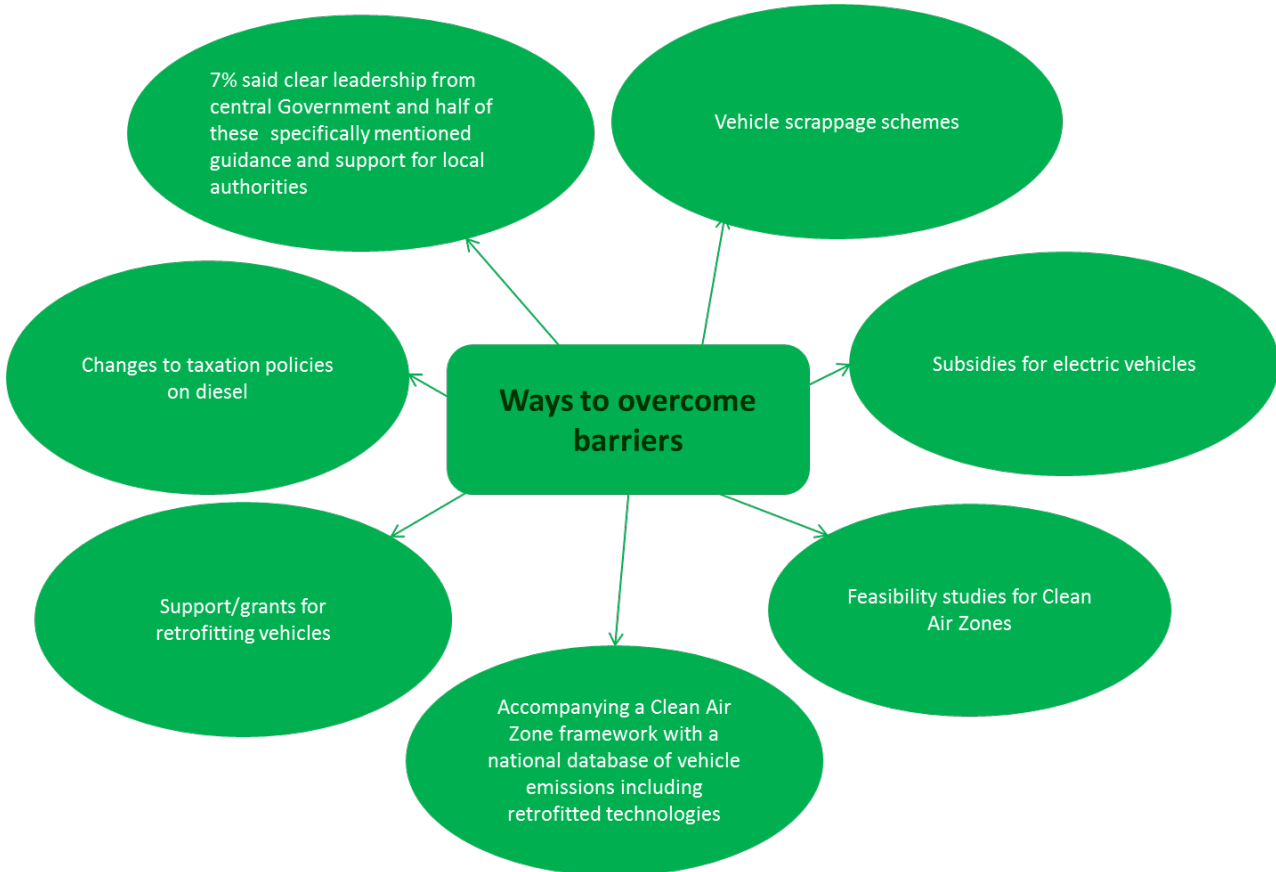 7% said clear leadership from
central Government and half of
these specifically mentioned
guidance and support for local
authorities
Vehicle scrappage schemes
Changes to taxation policies
on diesel
Ways to overcome
barriers
Subsidies for electric vehicles
Support/grants for
retrofitting vehicles
Feasibility studies for Clean
Air Zones
Accompanying a Clean Air
Zone framework with a
national database of vehicle
emissions including
retrofitted technologies